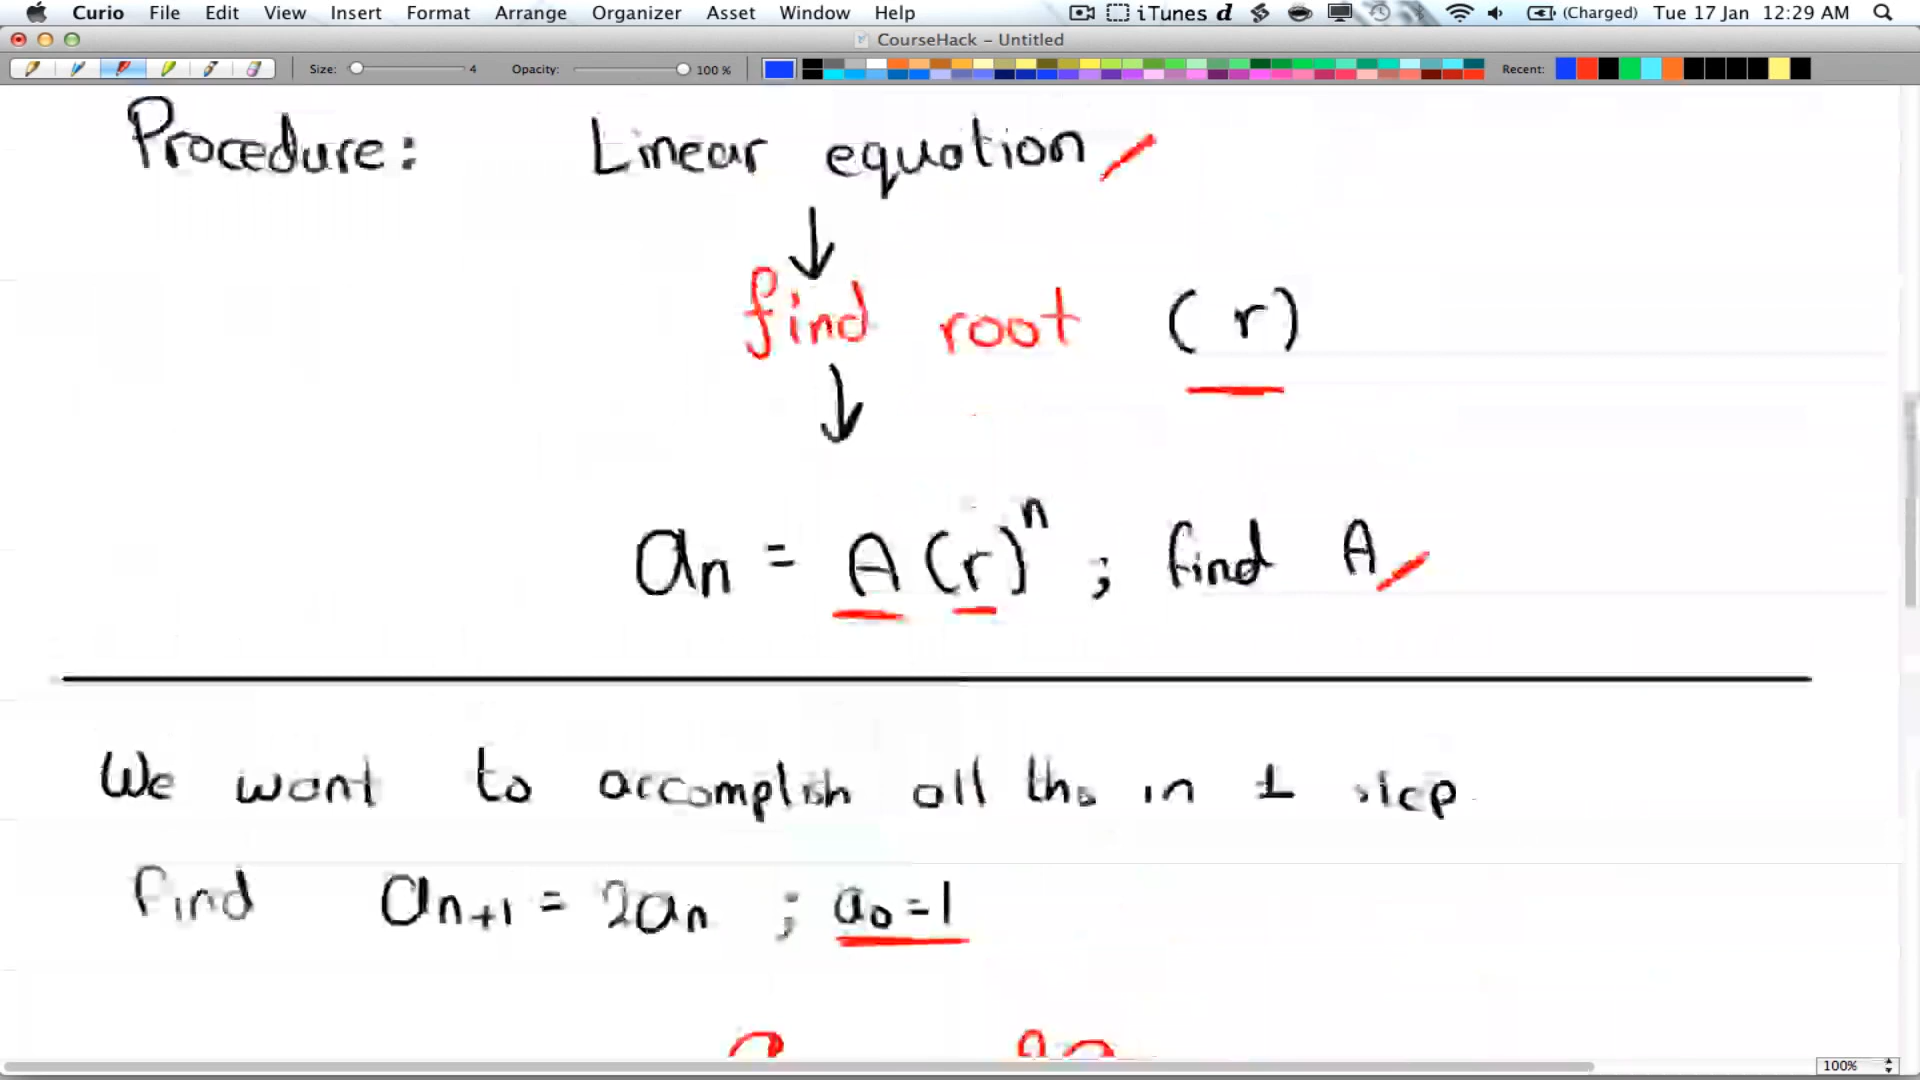 Curio File Edit View Insert Format Arrange Organizer Asset Window Help iTunes d (Charged) Tue 17 Jan 12:29 AM
CourseHack – Untitled
Size: 4 Opacity: 100 % Recent:
Procedure: Linear equation
find root (r)
an = A(r)^n ; find A
We want to accomplish all this in 1 step
find an+1 = 2an ; a0=1
100%